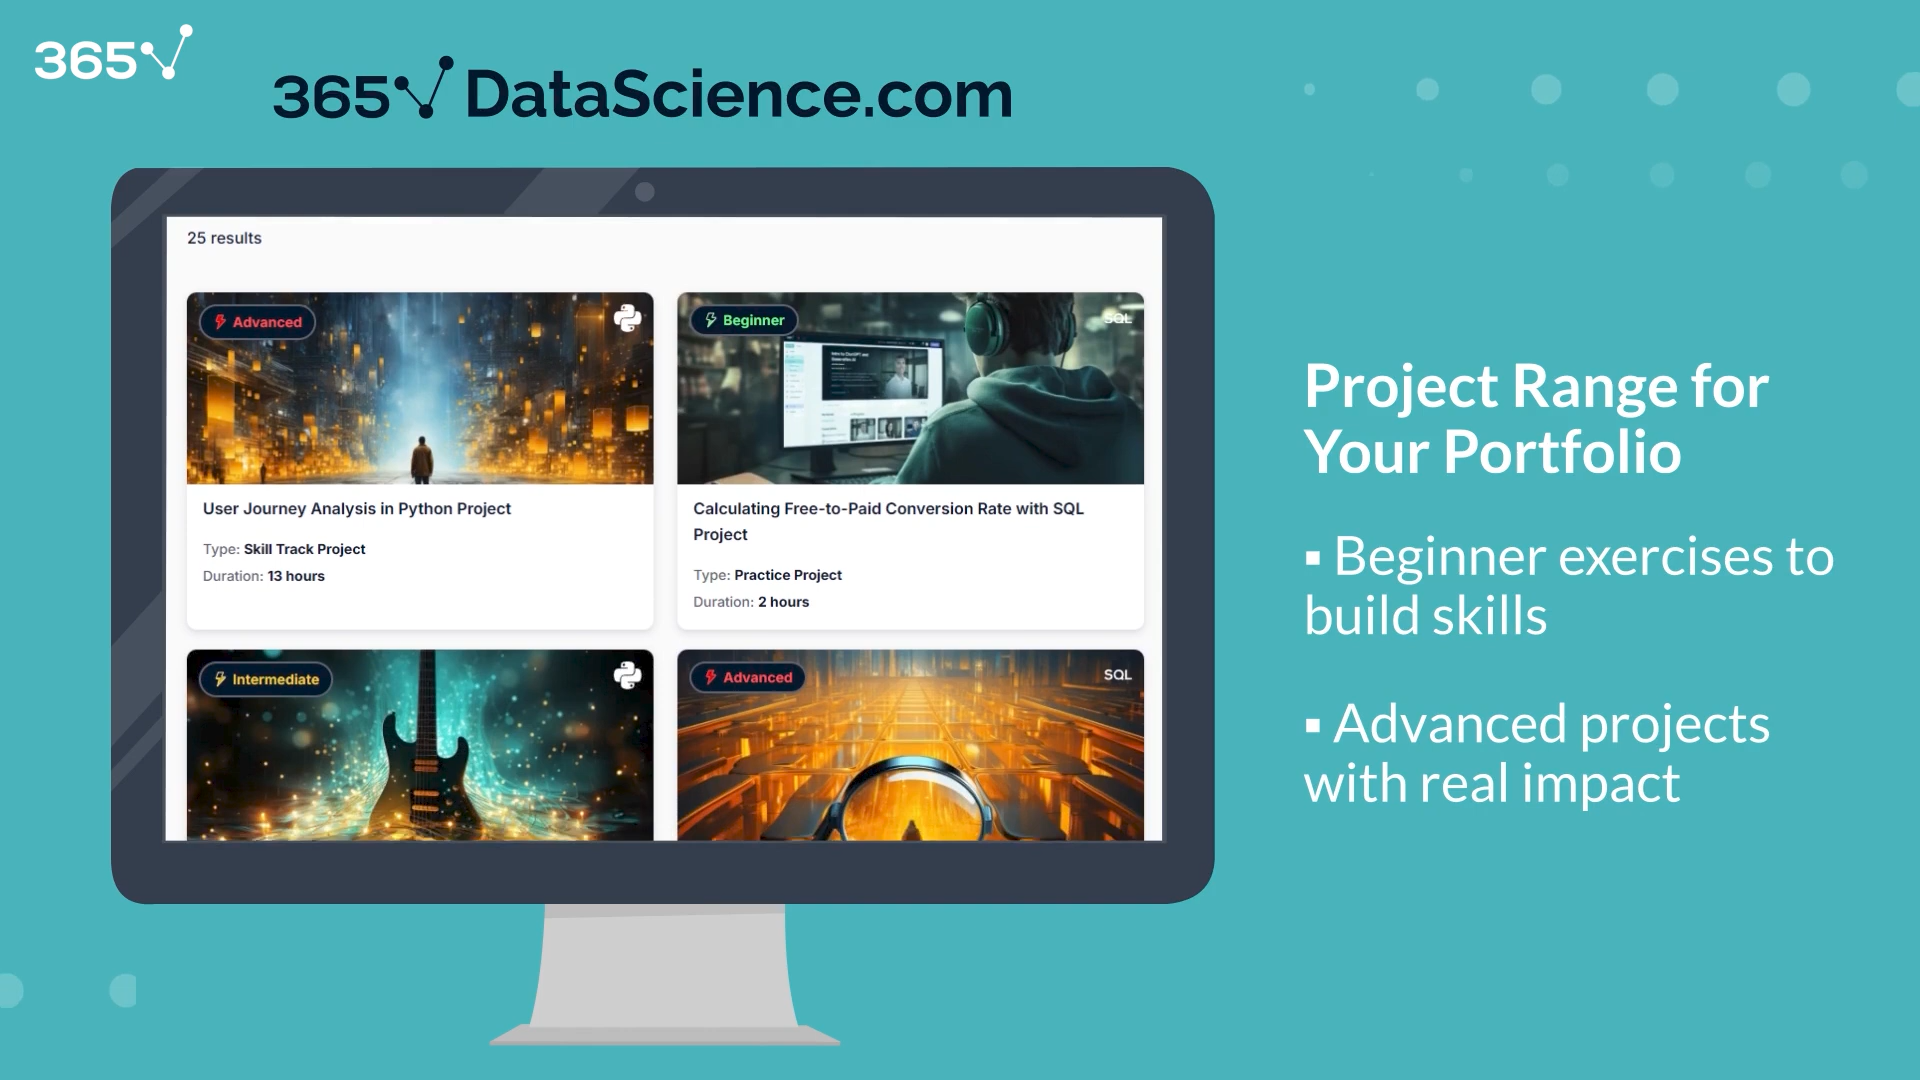 365
365 DataScience.com
25 results
Advanced
User Journey Analysis in Python Project
Type: Skill Track Project
Duration: 13 hours
Beginner
SQL
Calculating Free-to-Paid Conversion Rate with SQL
Project
Type: Practice Project
Duration: 2 hours
Intermediate
Advanced
SQL
Project Range for
Your Portfolio
▪ Beginner exercises to
build skills
▪ Advanced projects
with real impact